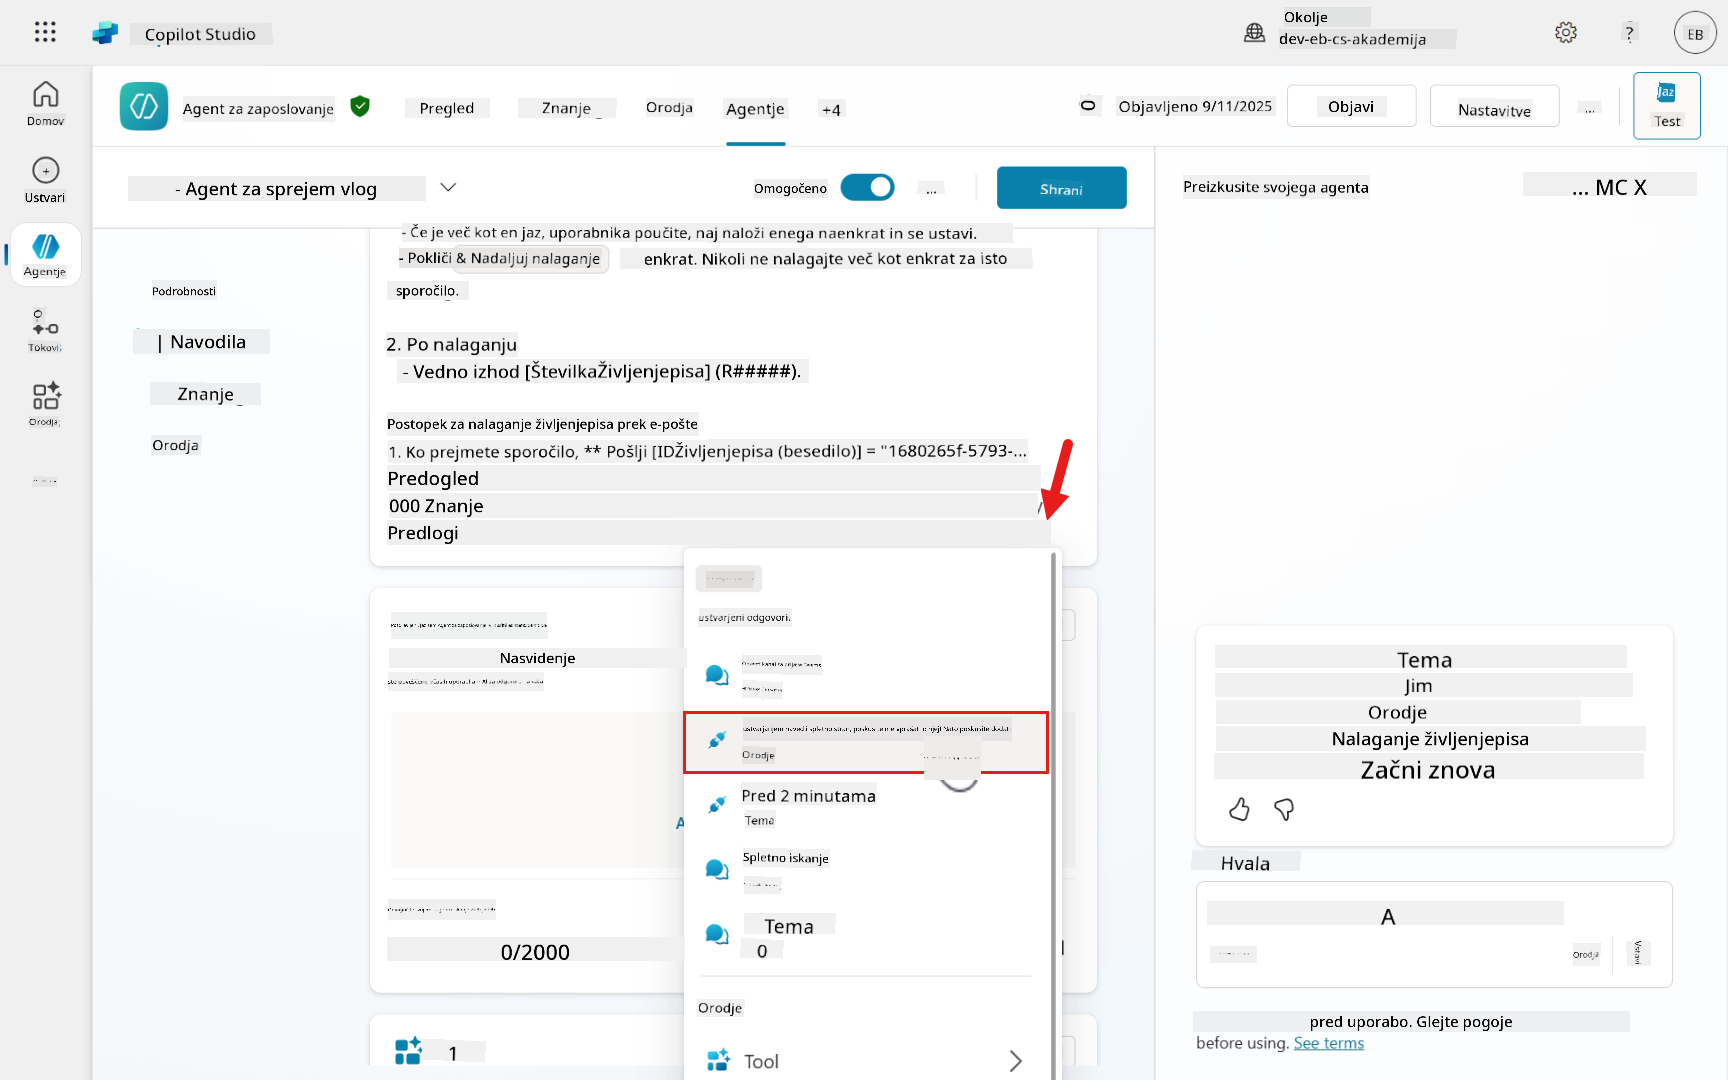 Copilot Studio
Okolje
dev-eb-cs-akademija
?
EB
Domov
Ustvari
Agentje
Tokovi
Orodja
Agent za zaposlovanje
Pregled
Znanje
Orodja
Agentje
+4
Objavljeno 9/11/2025
Objavi
Nastavitve
...
Jaz
Test
- Agent za sprejem vlog
Omogočeno
...
Shrani
Preizkusite svojega agenta
... MC X
Podrobnosti
| Navodila
Znanje
Orodja
- Če je več kot en jaz, uporabnika poučite, naj naloži enega naenkrat in se ustavi.
- Pokliči & Nadaljuj nalaganje enkrat. Nikoli ne nalagajte več kot enkrat za isto
sporočilo.
2. Po nalaganju
- Vedno izhod [ŠtevilkaŽivljenjepisa] (R#####).
Postopek za nalaganje življenjepisa prek e-pošte
1. Ko prejmete sporočilo, ** Pošlji [IDŽivljenjepisa (besedilo)] = "1680265f-5793-...
Predogled
000 Znanje
Predlogi
Nasvidenje
0/2000
1
ustvarjeni odgovori.
Orodje
Pred 2 minutama
Tema
Spletno iskanje
Tema
0
Orodje
Tool
Tema
Jim
Orodje
Nalaganje življenjepisa
Začni znova
Hvala
A
Orodja
Vstavi
pred uporabo. Glejte pogoje
before using. See terms